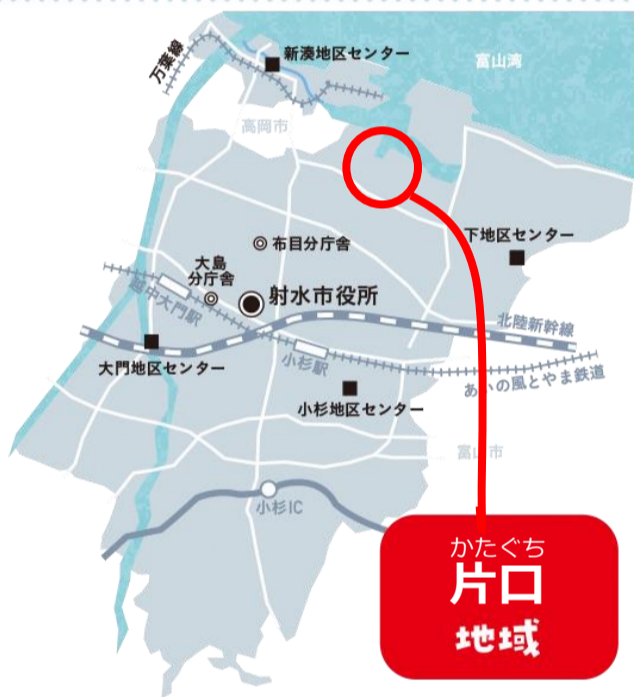 新湊地区センター
万葉線
富山湾
高岡市
下地区センター
布目分庁舎
大島
分庁舎
越中大門駅
射水市役所
北陸新幹線
大門地区センター
小杉駅
あいの風とやま鉄道
小杉地区センター
富山市
小杉IC
かたぐち
片口
地域